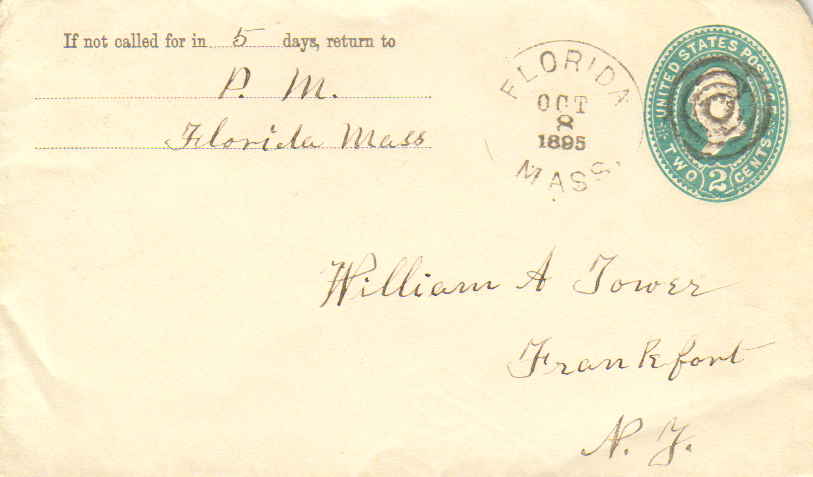 If not called for in 5 days, return to
P. M.
Florida Mass
FLORIDA
OCT
8
1895
MASS.
UNITED STATES POSTAGE
TWO 2 CENTS
William A Tower
Frankfort
N. Y.